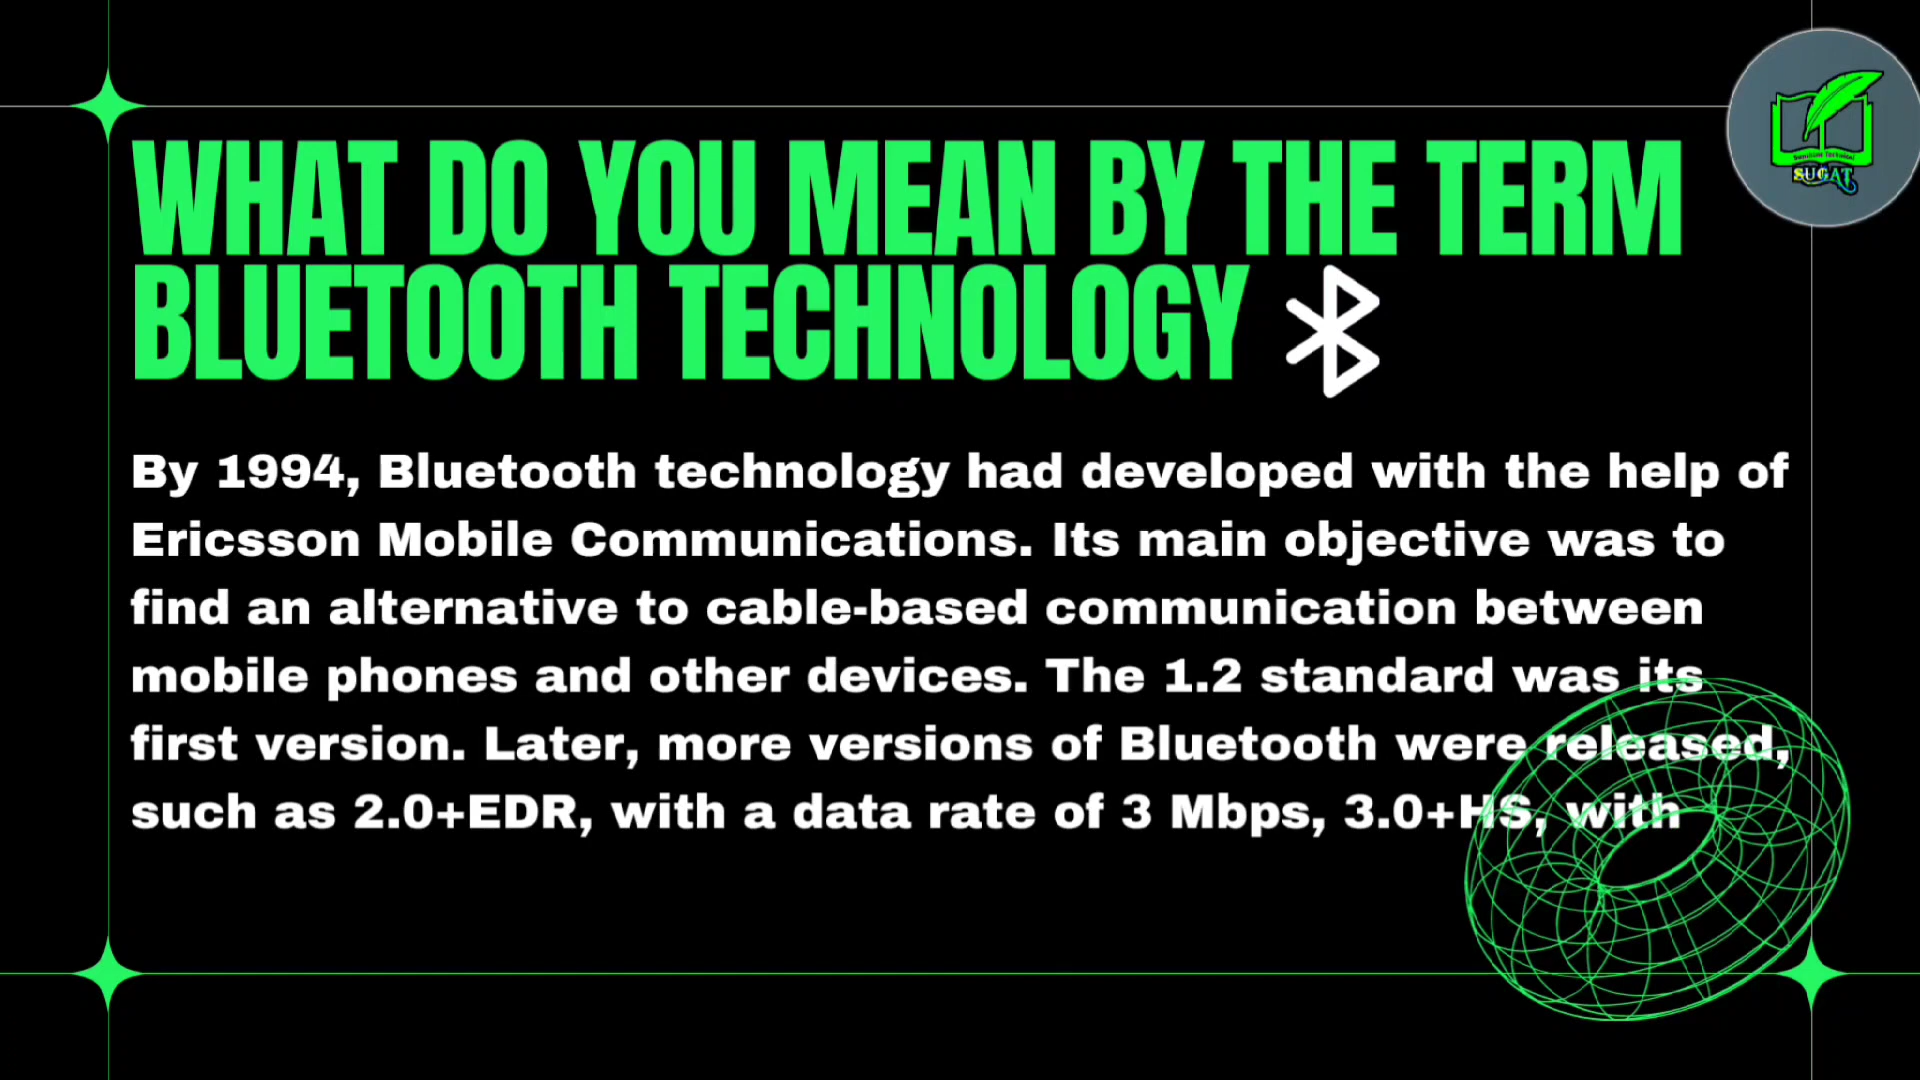 WHAT DO YOU MEAN BY THE TERM
BLUETOOTH TECHNOLOGY
By 1994, Bluetooth technology had developed with the help of
Ericsson Mobile Communications. Its main objective was to
find an alternative to cable-based communication between
mobile phones and other devices. The 1.2 standard was its
first version. Later, more versions of Bluetooth were released,
such as 2.0+EDR, with a data rate of 3 Mbps, 3.0+HS, with
SUGAT